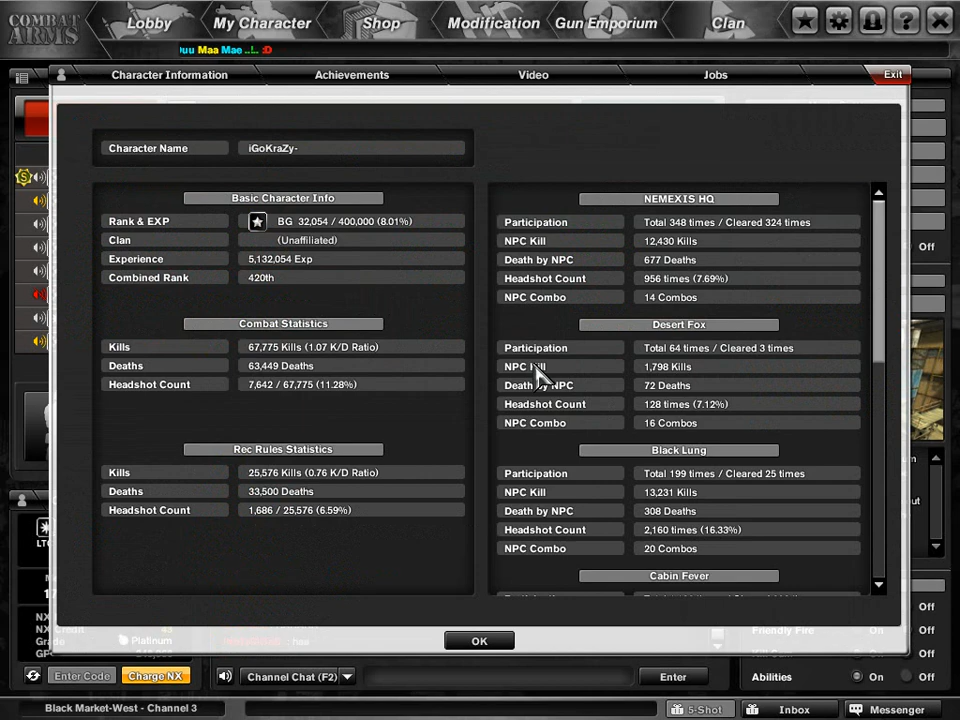 COMBAT ARMS
Lobby
My Character
Shop
Modification
Gun Emporium
Clan
Maa Mae ..!.. :D
Character Information
Achievements
Video
Jobs
Exit
Character Name
iGoKraZy-
Basic Character Info
Rank & EXP
BG 32,054 / 400,000 (8.01%)
Clan
(Unaffiliated)
Experience
5,132,054 Exp
Combined Rank
420th
Combat Statistics
Kills
67,775 Kills (1.07 K/D Ratio)
Deaths
63,449 Deaths
Headshot Count
7,642 / 67,775 (11.28%)
Rec Rules Statistics
Kills
25,576 Kills (0.76 K/D Ratio)
Deaths
33,500 Deaths
Headshot Count
1,686 / 25,576 (6.59%)
NEMEXIS HQ
Participation
Total 348 times / Cleared 324 times
NPC Kill
12,430 Kills
Death by NPC
677 Deaths
Headshot Count
956 times (7.69%)
NPC Combo
14 Combos
Desert Fox
Participation
Total 64 times / Cleared 3 times
NPC Kill
1,798 Kills
Death by NPC
72 Deaths
Headshot Count
128 times (7.12%)
NPC Combo
16 Combos
Black Lung
Participation
Total 199 times / Cleared 25 times
NPC Kill
13,231 Kills
Death by NPC
308 Deaths
Headshot Count
2,160 times (16.33%)
NPC Combo
20 Combos
Cabin Fever
Off
OK
Off
Friendly Fire
On
Off
Off
Platinum
Enter Code
Charge NX
Channel Chat (F2)
Enter
Abilities
On
Off
Black Market-West - Channel 3
5-Shot
Inbox
Messenger